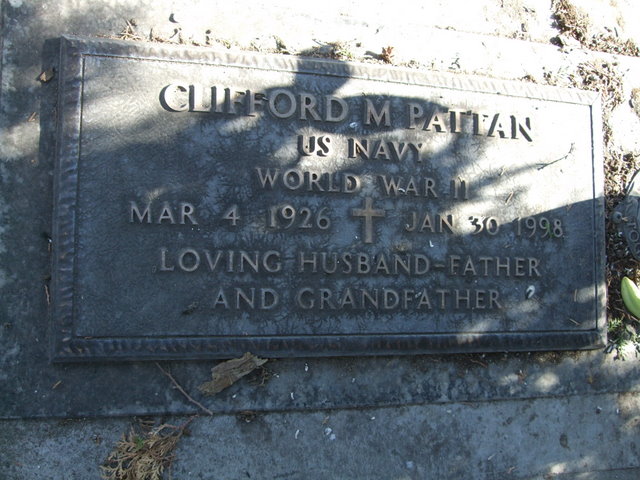 CLIFFORD M PATTAN
US NAVY
WORLD WAR II
MAR 4 1926 JAN 30 1998
LOVING HUSBAND-FATHER
AND GRANDFATHER